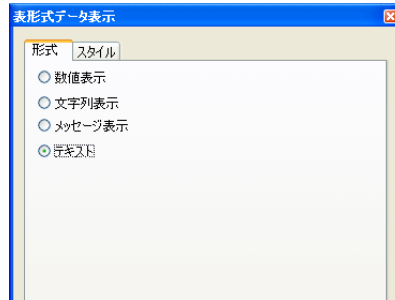 表形式データ表示
形式 スタイル
数値表示
文字列表示
メッセージ表示
テキスト